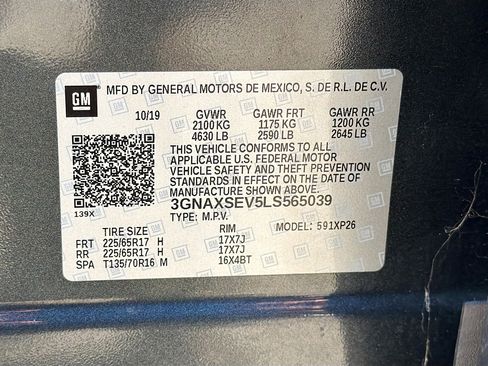 GM
MFD BY GENERAL MOTORS DE MEXICO, S. DE R.L. DE C.V.
10/19 GVWR GAWR FRT GAWR RR
2100 KG 1175 KG 1200 KG
4630 LB 2590 LB 2645 LB
THIS VEHICLE CONFORMS TO ALL
APPLICABLE U.S. FEDERAL MOTOR
VEHICLE SAFETY AND THEFT PREVENTION
STANDARDS IN EFFECT ON THE DATE OF
MANUFACTURE SHOWN ABOVE.
139X
3GNAXSEV5LS565039
TYPE: M.P.V. MODEL: 591XP26
TIRE SIZE RIM
FRT 225/65R17 H 17X7J
RR 225/65R17 H 17X7J
SPA T135/70R16 M 16X4BT